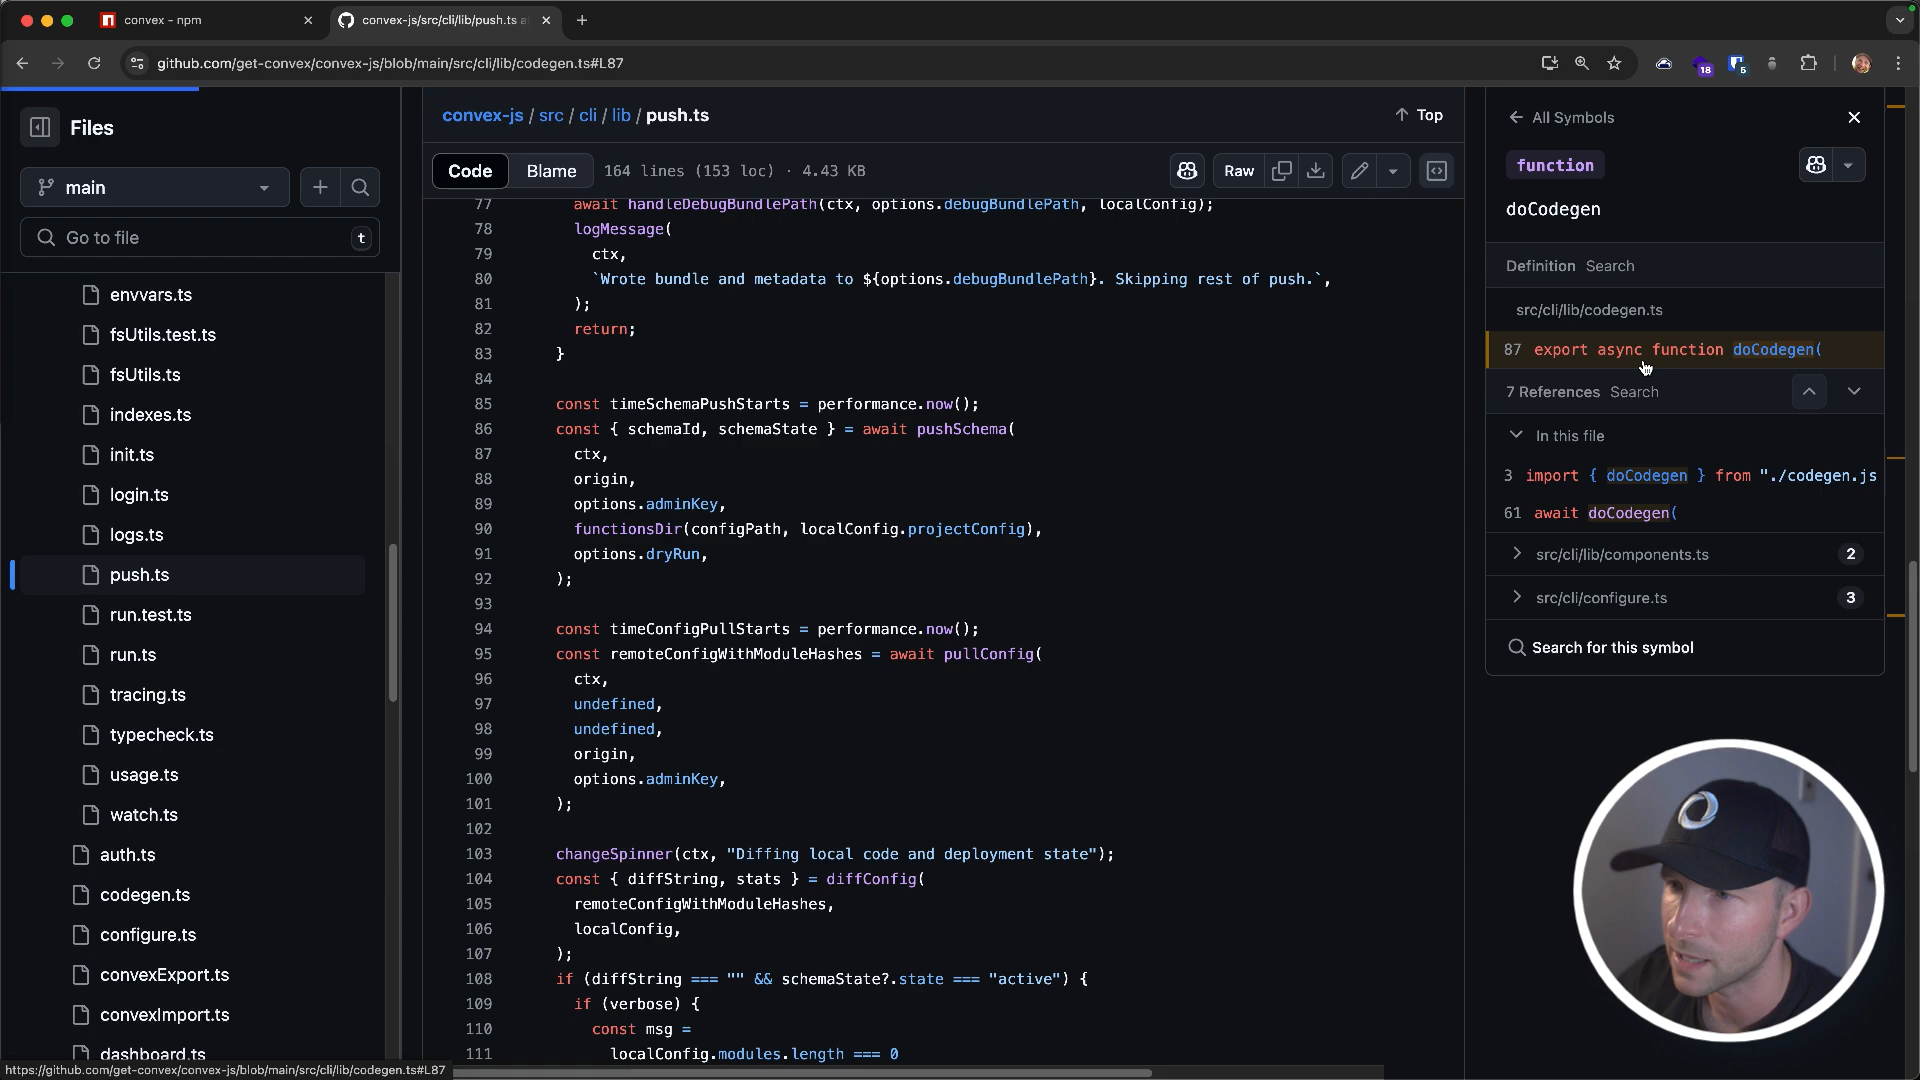 convex - npm
convex-js/src/cli/lib/push.ts a
github.com/get-convex/convex-js/blob/main/src/cli/lib/codegen.ts#L87
18
5
Files
main
Go to file
t
envvars.ts
fsUtils.test.ts
fsUtils.ts
indexes.ts
init.ts
login.ts
logs.ts
push.ts
run.test.ts
run.ts
tracing.ts
typecheck.ts
usage.ts
watch.ts
auth.ts
codegen.ts
configure.ts
convexExport.ts
convexImport.ts
dashboard.ts
https://github.com/get-convex/convex-js/blob/main/src/cli/lib/codegen.ts#L87
convex-js / src / cli / lib / push.ts
Top
Code Blame 164 lines (153 loc) · 4.43 KB
Raw
77 await handleDebugBundlePath(ctx, options.debugBundlePath, localConfig);
78 logMessage(
79 ctx,
80 `Wrote bundle and metadata to ${options.debugBundlePath}. Skipping rest of push.`,
81 );
82 return;
83 }
84
85 const timeSchemaPushStarts = performance.now();
86 const { schemaId, schemaState } = await pushSchema(
87 ctx,
88 origin,
89 options.adminKey,
90 functionsDir(configPath, localConfig.projectConfig),
91 options.dryRun,
92 );
93
94 const timeConfigPullStarts = performance.now();
95 const remoteConfigWithModuleHashes = await pullConfig(
96 ctx,
97 undefined,
98 undefined,
99 origin,
100 options.adminKey,
101 );
102
103 changeSpinner(ctx, "Diffing local code and deployment state");
104 const { diffString, stats } = diffConfig(
105 remoteConfigWithModuleHashes,
106 localConfig,
107 );
108 if (diffString === "" && schemaState?.state === "active") {
109 if (verbose) {
110 const msg =
111 localConfig.modules.length === 0
All Symbols
function
doCodegen
Definition Search
src/cli/lib/codegen.ts
87 export async function doCodegen(
7 References Search
In this file
3 import { doCodegen } from "./codegen.js
61 await doCodegen(
src/cli/lib/components.ts 2
src/cli/configure.ts 3
Search for this symbol